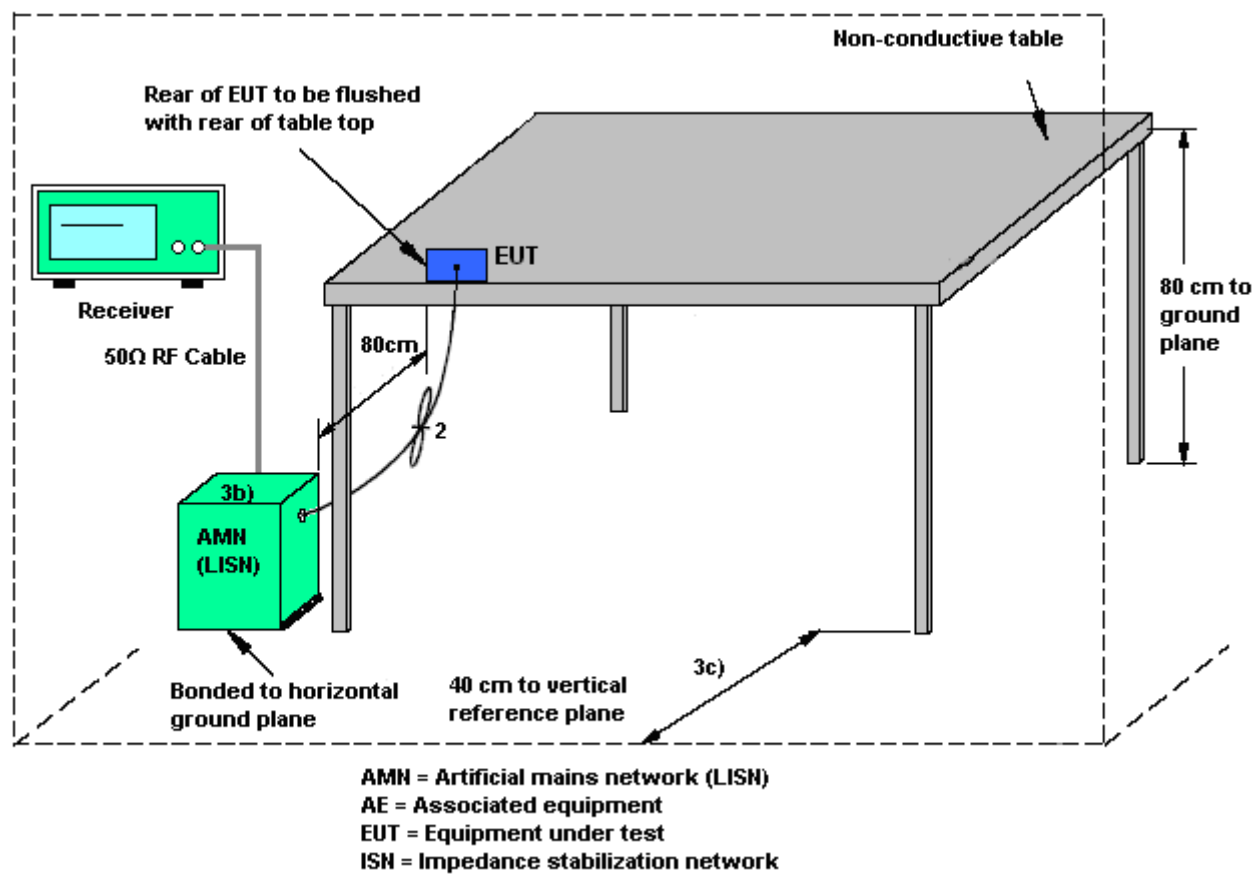 Non-conductive table
Rear of EUT to be flushed
with rear of table top
EUT
Receiver
80 cm to
ground
plane
50Ω RF Cable
80cm
2
3b)
AMN
(LISN)
3c)
Bonded to horizontal
ground plane
40 cm to vertical
reference plane
AMN = Artificial mains network (LISN)
AE = Associated equipment
EUT = Equipment under test
ISN = Impedance stabilization network